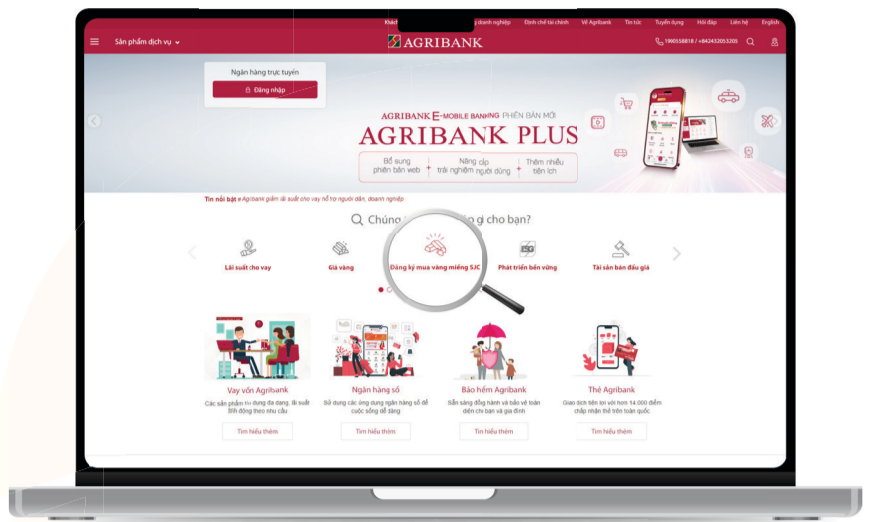 doanh nghiệp Định chế tài chính Về Agribank Tin tức Tuyển dụng Hỏi đáp Liên hệ English
Sản phẩm dịch vụ
AGRIBANK
1900558818 / +842432053205
Ngân hàng trực tuyến
Đăng nhập
AGRIBANK E-MOBILE BANKING PHIÊN BẢN MỚI
AGRIBANK PLUS
Bổ sung
phiên bản web
+
Nâng cấp
trải nghiệm người dùng
+
Thêm nhiều
tiện ích
Tin nổi bật Agribank giảm lãi suất cho vay hỗ trợ người dân, doanh nghiệp
Chúng gì cho bạn?
Lãi suất cho vay
Giá vàng
Đăng ký mua vàng miếng SJC
Phát triển bền vững
Tài sản bán đấu giá
Vay vốn Agribank
Các sản phẩm tín dụng đa dạng, lãi suất
linh động theo nhu cầu
Tìm hiểu thêm
Ngân hàng số
Sử dụng các ứng dụng ngân hàng số để
cuộc sống dễ dàng
Tìm hiểu thêm
Bảo hiểm Agribank
Sẵn sàng đồng hành và bảo vệ toàn
diện cho bạn và gia đình
Tìm hiểu thêm
Thẻ Agribank
Giao dịch tiện lợi với hơn 14.000 điểm
chấp nhận thẻ trên toàn quốc
Tìm hiểu thêm